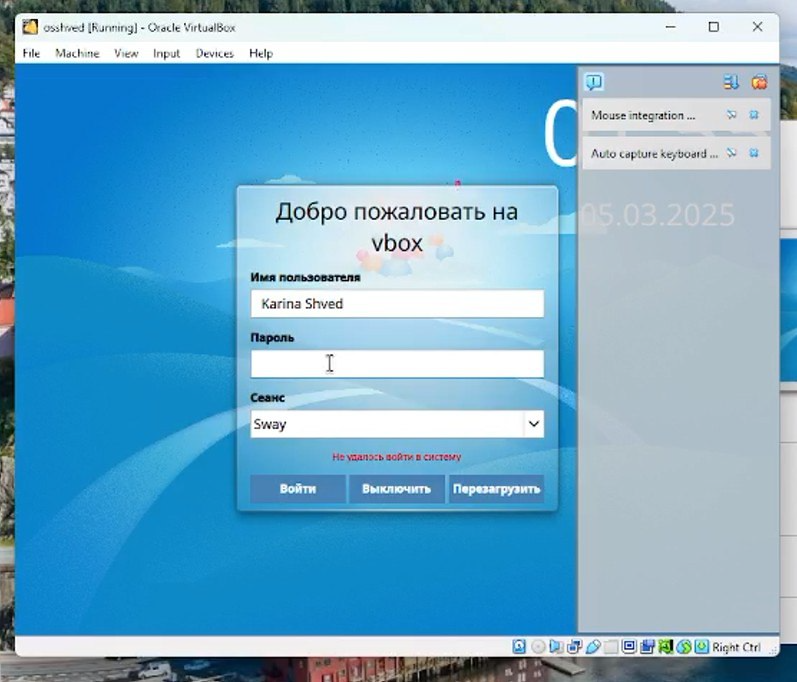 osshved [Running] - Oracle VirtualBox
File Machine View Input Devices Help
Mouse integration ...
Auto capture keyboard ...
05.03.2025
Добро пожаловать на
vbox
Имя пользователя
Karina Shved
Пароль
Сеанс
Sway
Не удалось войти в систему
Войти Выключить Перезагрузить
Right Ctrl